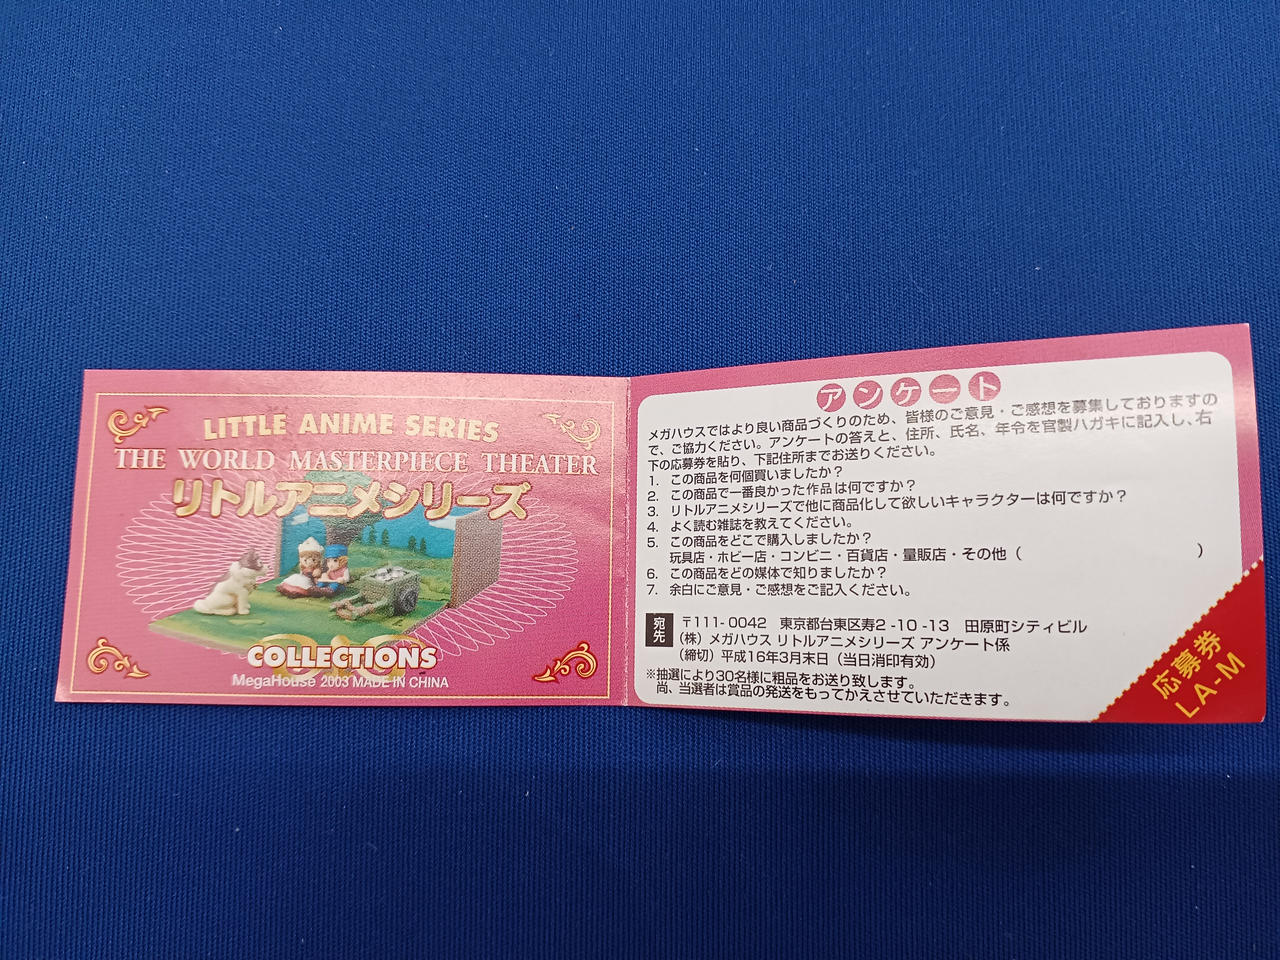 LITTLE ANIME SERIES
THE WORLD MASTERPIECE THEATER
リトルアニメシリーズ
COLLECTIONS
MegaHouse 2003 MADE IN CHINA
アンケート
メガハウスではより良い商品づくりのため、皆様のご意見・ご感想を募集しておりますの
で、ご協力ください。アンケートの答えと、住所、氏名、年令を官製ハガキに記入し、右
下の応募券を貼り、下記住所までお送りください。
1. この商品を何個買いましたか?
2. この商品で一番良かった作品は何ですか?
3. リトルアニメシリーズで他に商品化して欲しいキャラクターは何ですか?
4. よく読む雑誌を教えてください。
5. この商品をどこで購入しましたか?
玩具店・ホビー店・コンビニ・百貨店・量販店・その他( )
6. この商品をどの媒体で知りましたか?
7. 余白にご意見・ご感想をご記入ください。
宛先
〒111-0042 東京都台東区寿2-10-13 田原町シティビル
(株)メガハウス リトルアニメシリーズ アンケート係
(締切)平成16年3月末日(当日消印有効)
※抽選により30名様に粗品をお送り致します。
尚、当選者は賞品の発送をもってかえさせていただきます。
応募券
LA-M